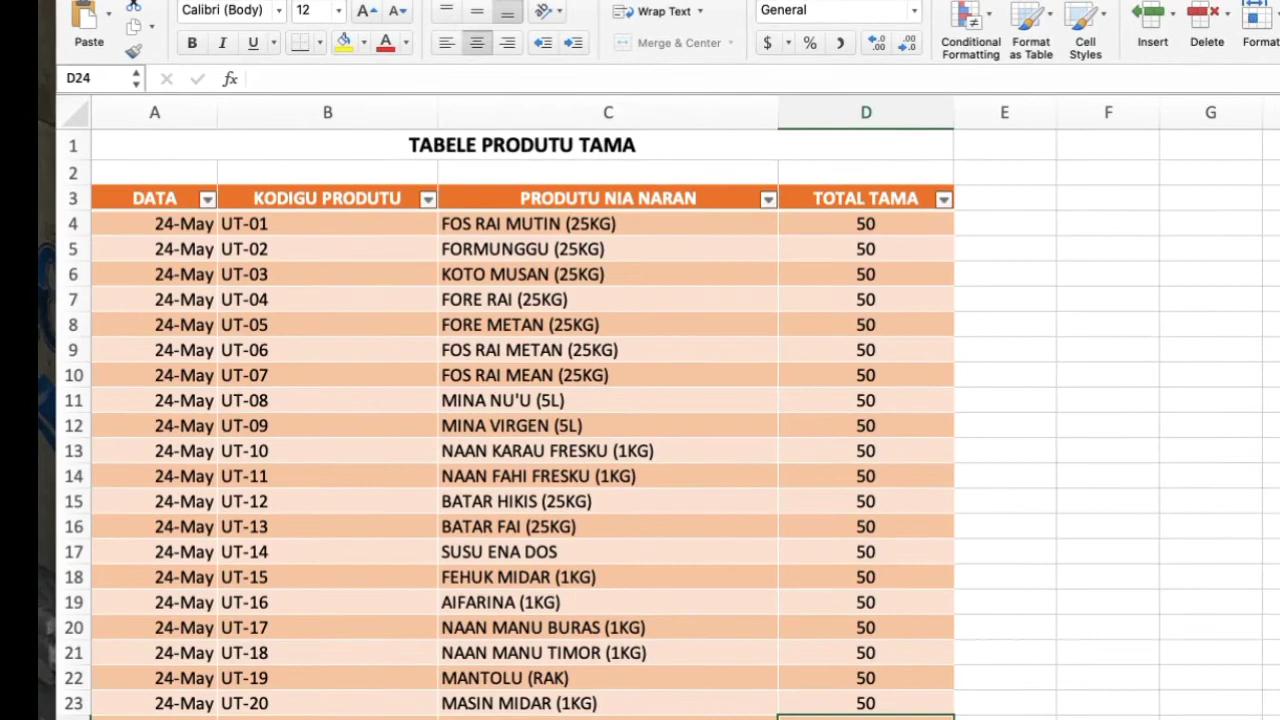 Calibri (Body) 12 A A Wrap Text General
Paste B I U A Merge & Center $ % Conditional Formatting Format as Table Cell Styles Insert Delete Format
D24 fx
A B C D E F G
1 TABELE PRODUTU TAMA
2
3 DATA KODIGU PRODUTU PRODUTU NIA NARAN TOTAL TAMA
4 24-May UT-01 FOS RAI MUTIN (25KG) 50
5 24-May UT-02 FORMUNGGU (25KG) 50
6 24-May UT-03 KOTO MUSAN (25KG) 50
7 24-May UT-04 FORE RAI (25KG) 50
8 24-May UT-05 FORE METAN (25KG) 50
9 24-May UT-06 FOS RAI METAN (25KG) 50
10 24-May UT-07 FOS RAI MEAN (25KG) 50
11 24-May UT-08 MINA NU'U (5L) 50
12 24-May UT-09 MINA VIRGEN (5L) 50
13 24-May UT-10 NAAN KARAU FRESKU (1KG) 50
14 24-May UT-11 NAAN FAHI FRESKU (1KG) 50
15 24-May UT-12 BATAR HIKIS (25KG) 50
16 24-May UT-13 BATAR FAI (25KG) 50
17 24-May UT-14 SUSU ENA DOS 50
18 24-May UT-15 FEHUK MIDAR (1KG) 50
19 24-May UT-16 AIFARINA (1KG) 50
20 24-May UT-17 NAAN MANU BURAS (1KG) 50
21 24-May UT-18 NAAN MANU TIMOR (1KG) 50
22 24-May UT-19 MANTOLU (RAK) 50
23 24-May UT-20 MASIN MIDAR (1KG) 50